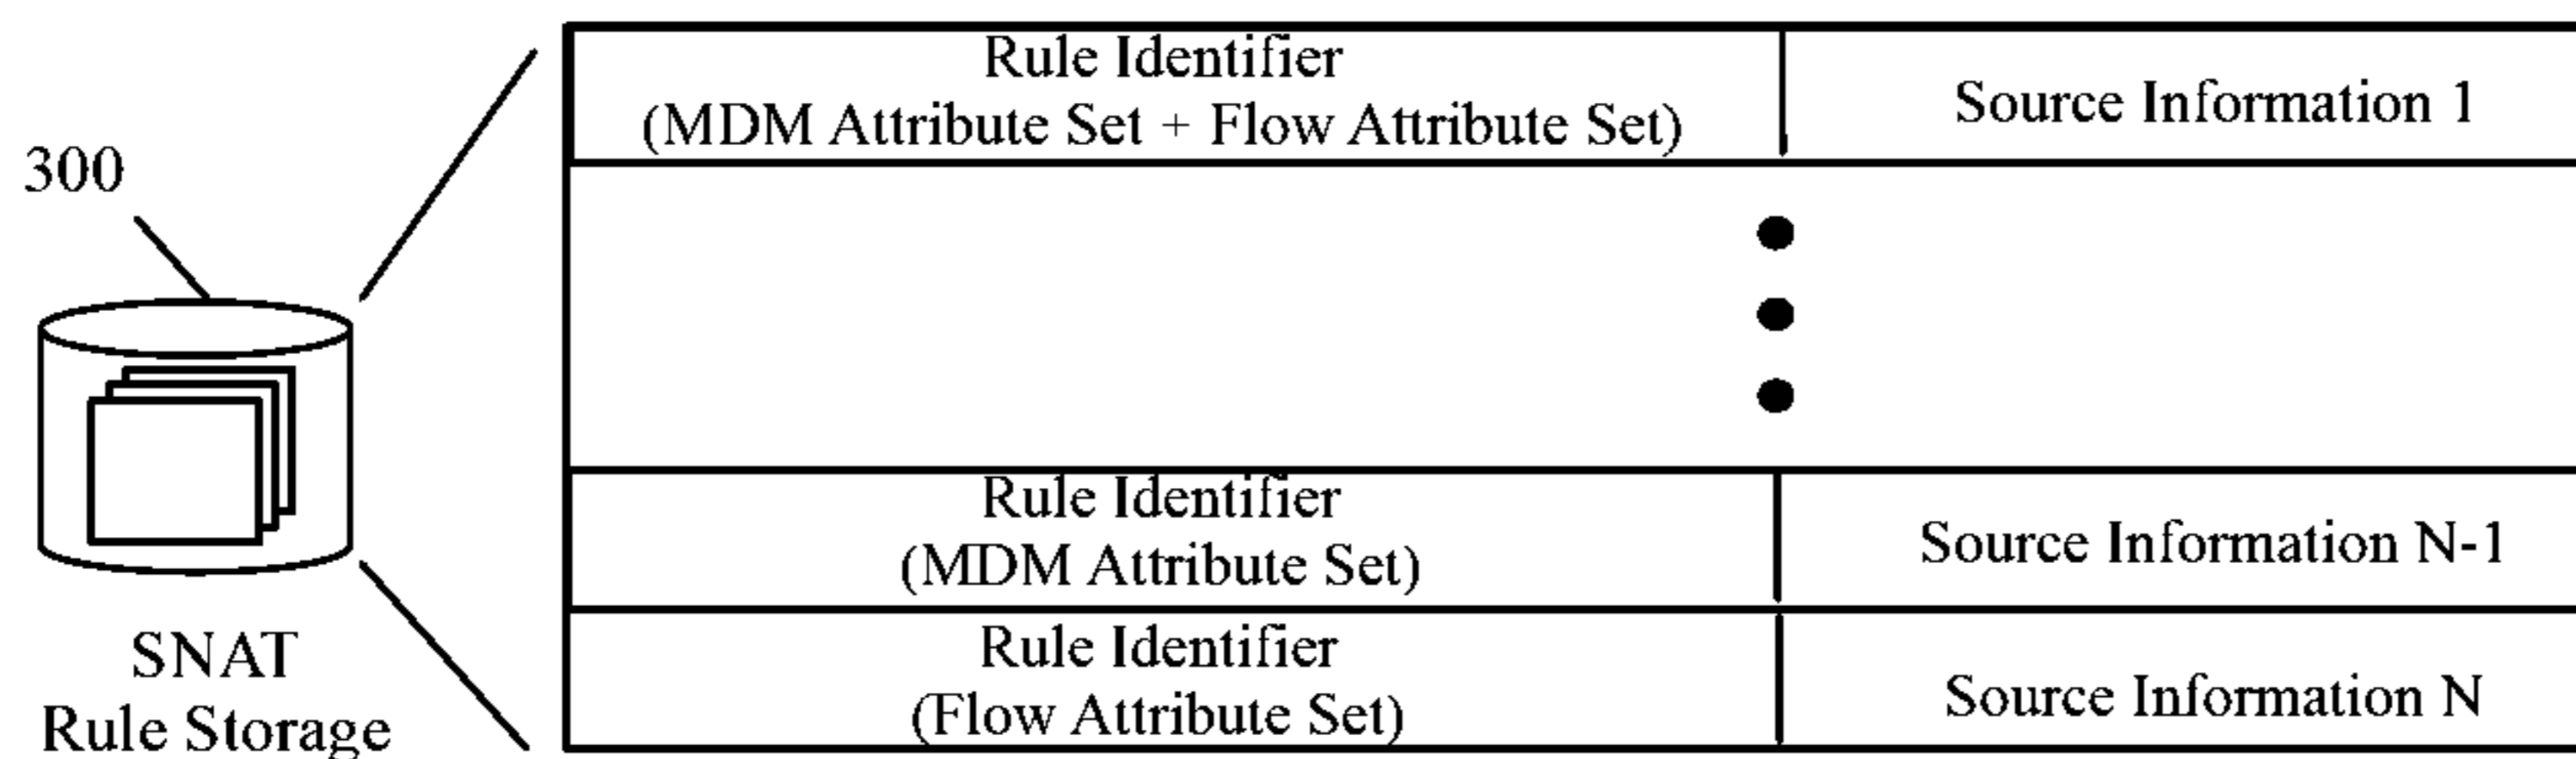 300
SNAT
Rule Storage
Rule Identifier
(MDM Attribute Set + Flow Attribute Set)
Source Information 1
Rule Identifier
(MDM Attribute Set)
Source Information N-1
Rule Identifier
(Flow Attribute Set)
Source Information N